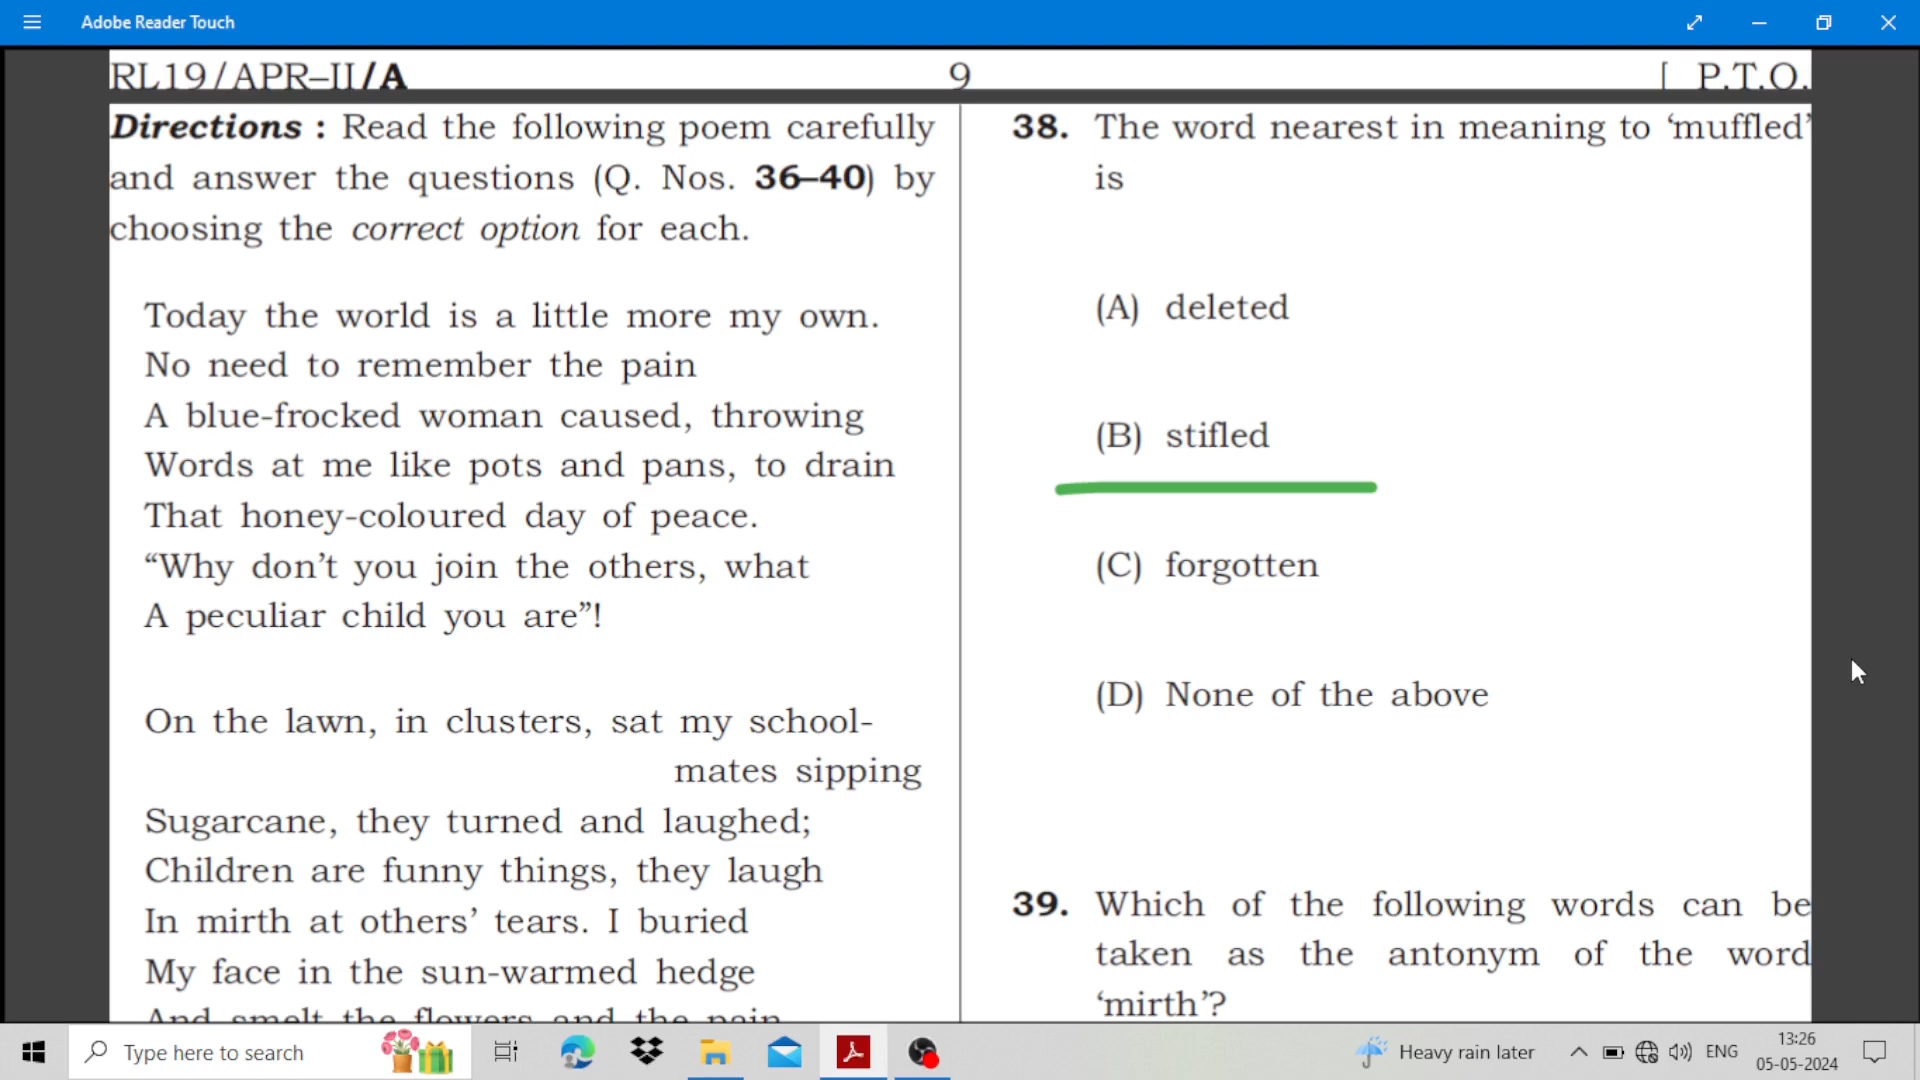 Adobe Reader Touch
RL19/APR–II/A 9 [ P.T.O.
Directions : Read the following poem carefully
and answer the questions (Q. Nos. 36–40) by
choosing the correct option for each.
Today the world is a little more my own.
No need to remember the pain
A blue-frocked woman caused, throwing
Words at me like pots and pans, to drain
That honey-coloured day of peace.
“Why don’t you join the others, what
A peculiar child you are”!
On the lawn, in clusters, sat my school-
mates sipping
Sugarcane, they turned and laughed;
Children are funny things, they laugh
In mirth at others’ tears. I buried
My face in the sun-warmed hedge
And smelt the flowers and the pain
38. The word nearest in meaning to ‘muffled’
is
(A) deleted
(B) stifled
(C) forgotten
(D) None of the above
39. Which of the following words can be
taken as the antonym of the word
‘mirth’?
Type here to search
Heavy rain later
ENG
13:26
05-05-2024